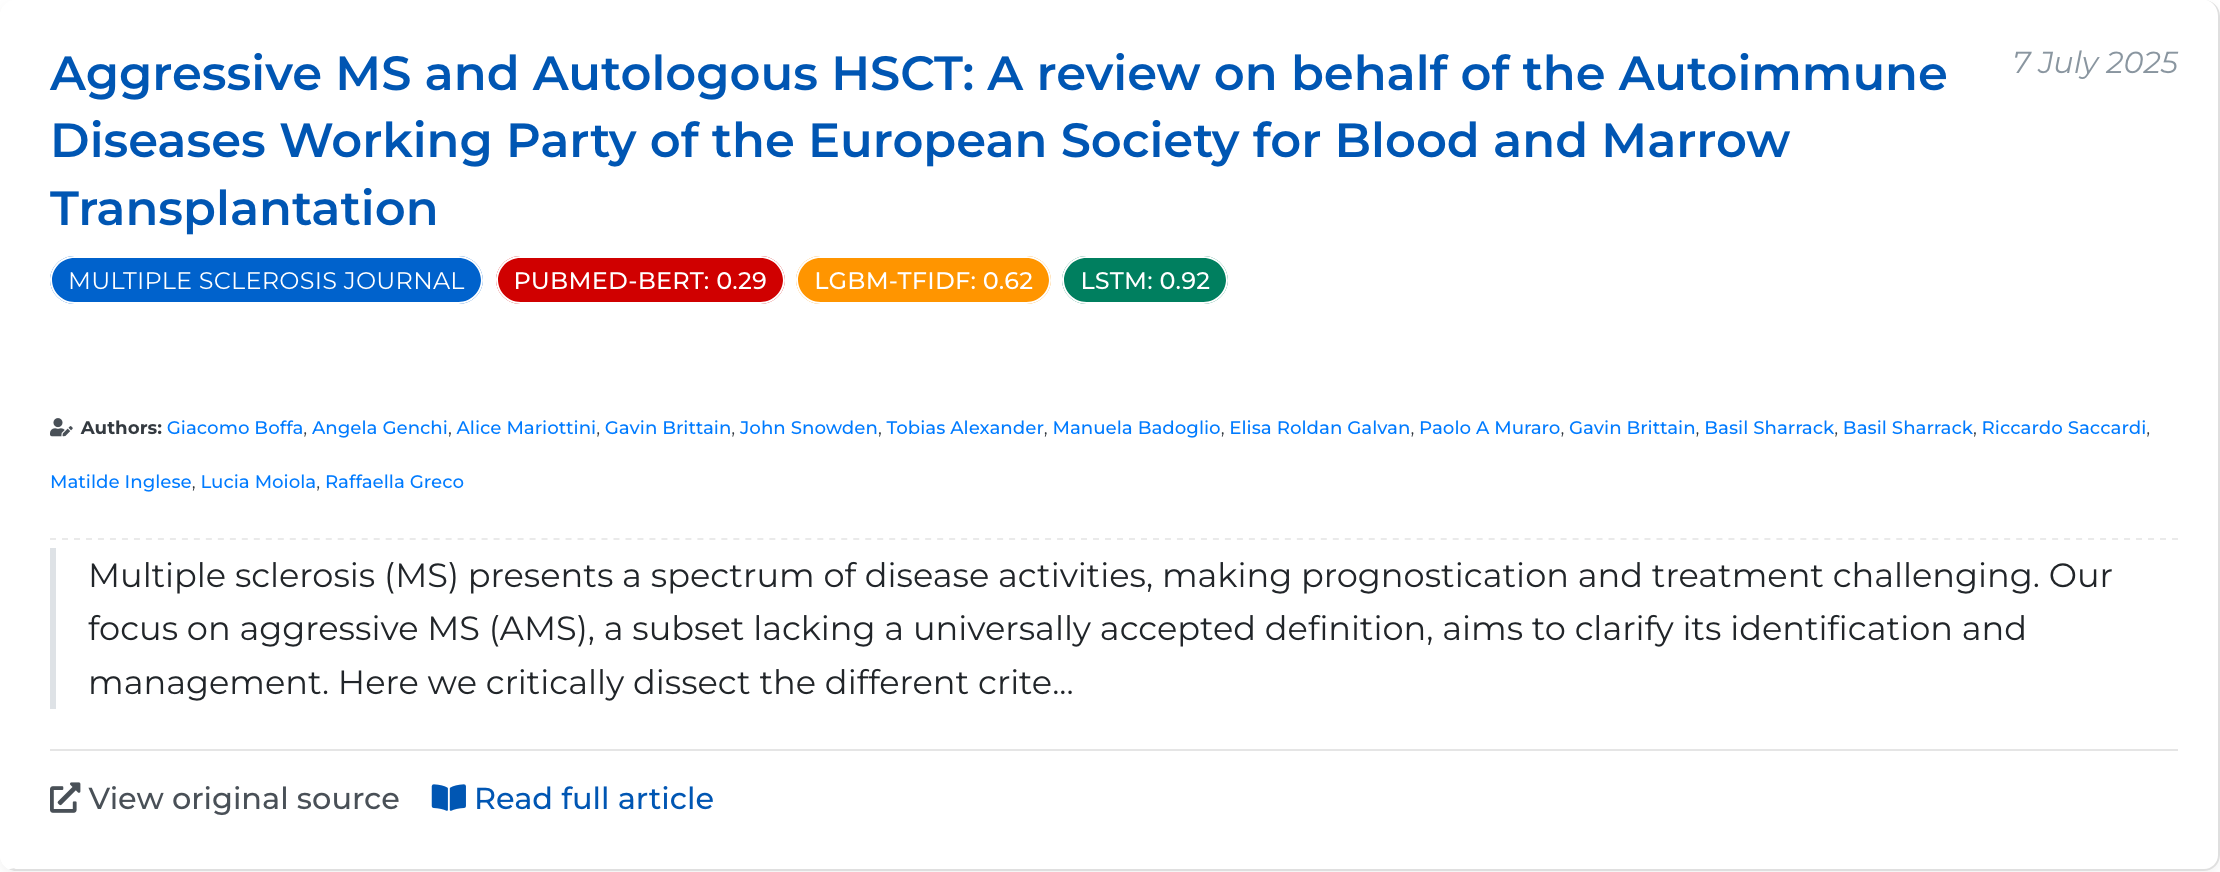 Aggressive MS and Autologous HSCT: A review on behalf of the Autoimmune
7 July 2025
Diseases Working Party of the European Society for Blood and Marrow
Transplantation
MULTIPLE SCLEROSIS JOURNAL PUBMED-BERT: 0.29 LGBM-TFIDF: 0.62 LSTM: 0.92
Authors: Giacomo Boffa, Angela Genchi, Alice Mariottini, Gavin Brittain, John Snowden, Tobias Alexander, Manuela Badoglio, Elisa Roldan Galvan, Paolo A Muraro, Gavin Brittain, Basil Sharrack, Basil Sharrack, Riccardo Saccardi,
Matilde Inglese, Lucia Moiola, Raffaella Greco
Multiple sclerosis (MS) presents a spectrum of disease activities, making prognostication and treatment challenging. Our
focus on aggressive MS (AMS), a subset lacking a universally accepted definition, aims to clarify its identification and
management. Here we critically dissect the different crite...
View original source Read full article